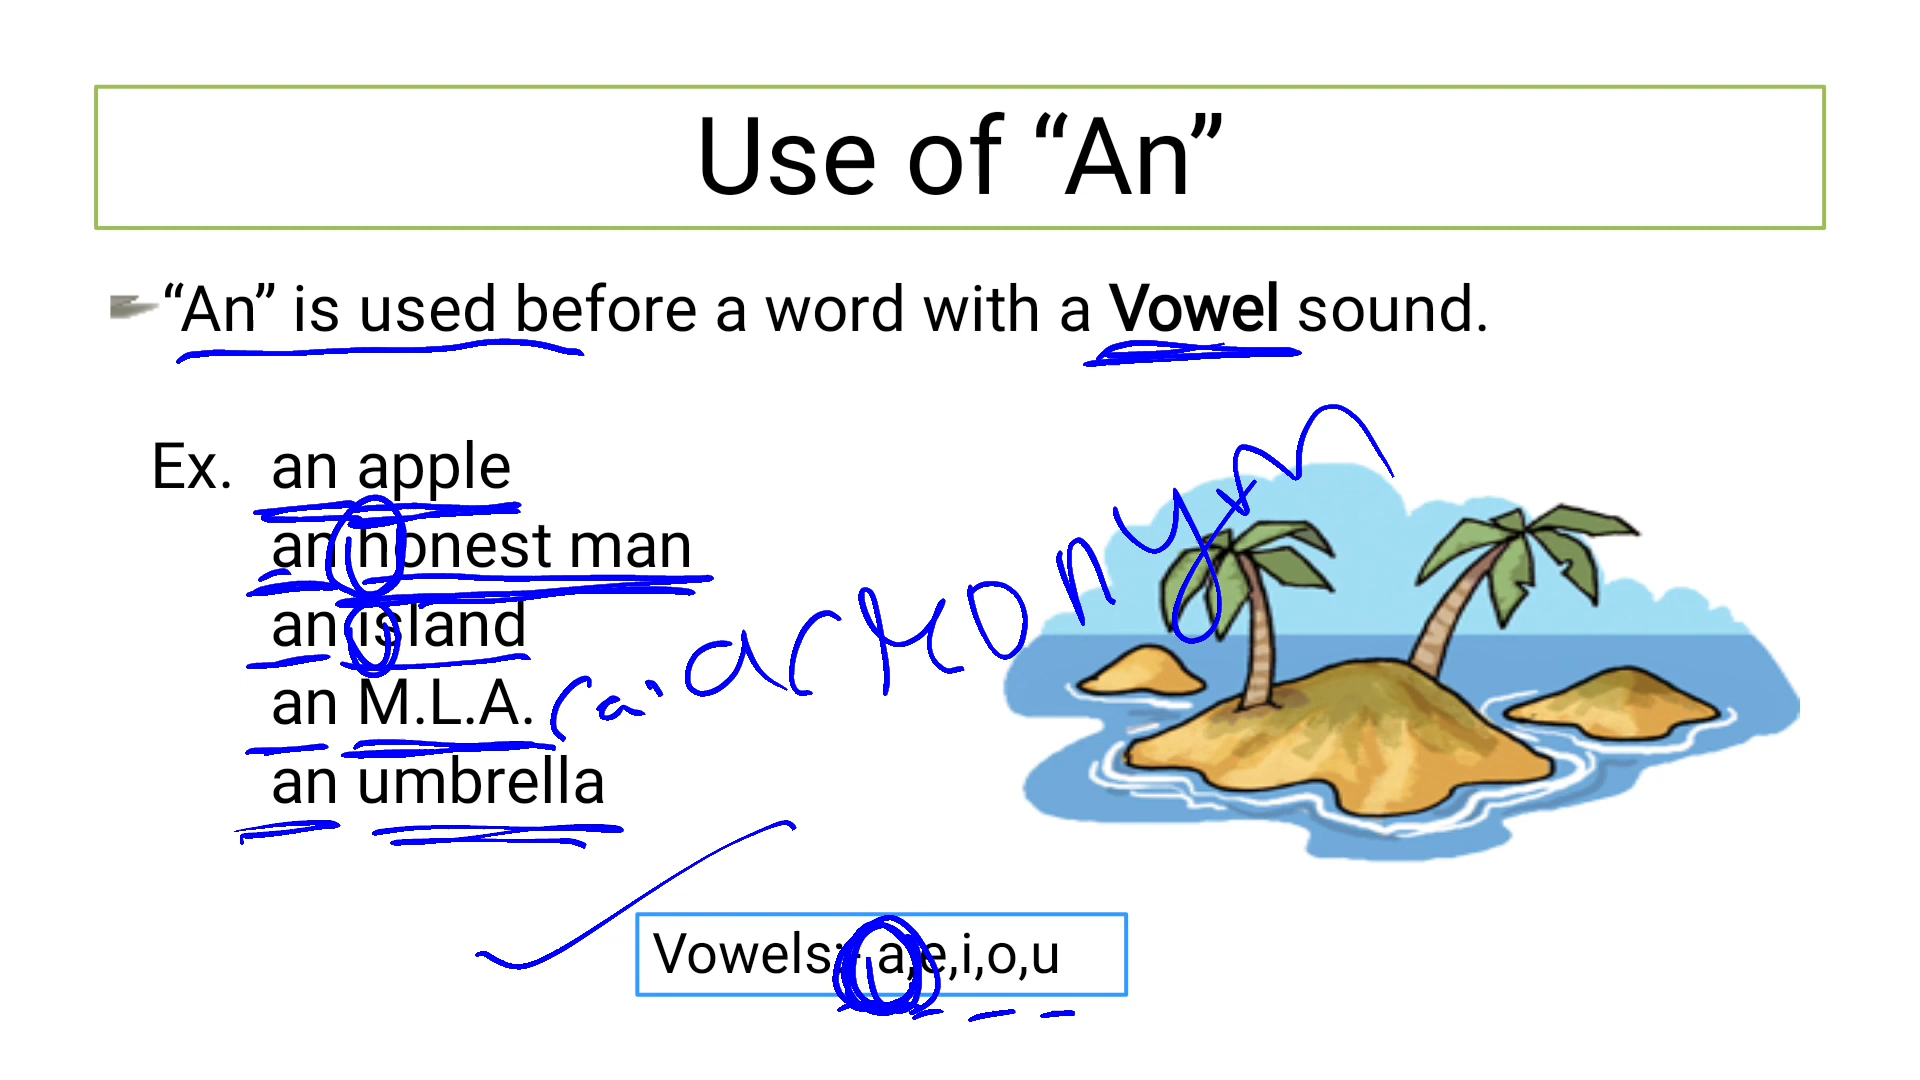 Use of “An”
“An” is used before a word with a Vowel sound.
Ex. an apple
an honest man
an island
an M.L.A.
an umbrella
Vowels:- a,e,i,o,u